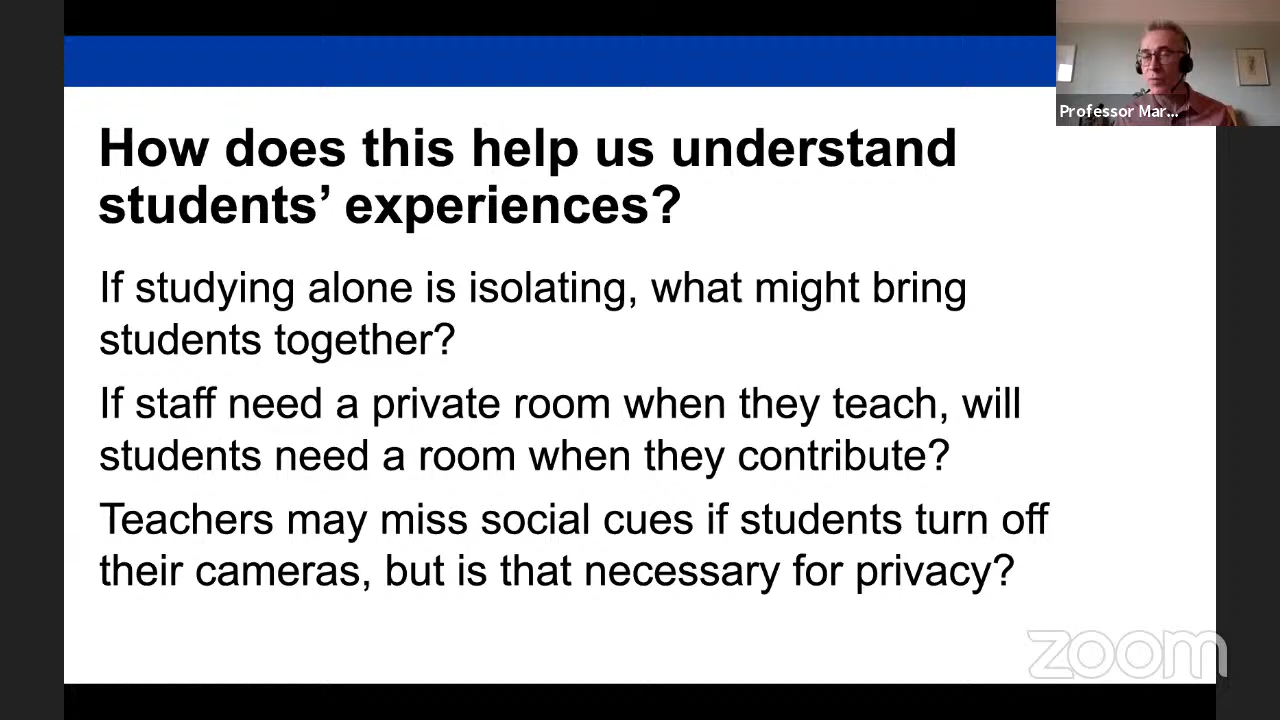 How does this help us understand
students’ experiences?
If studying alone is isolating, what might bring
students together?
If staff need a private room when they teach, will
students need a room when they contribute?
Teachers may miss social cues if students turn off
their cameras, but is that necessary for privacy?
Professor Mar...
zoom